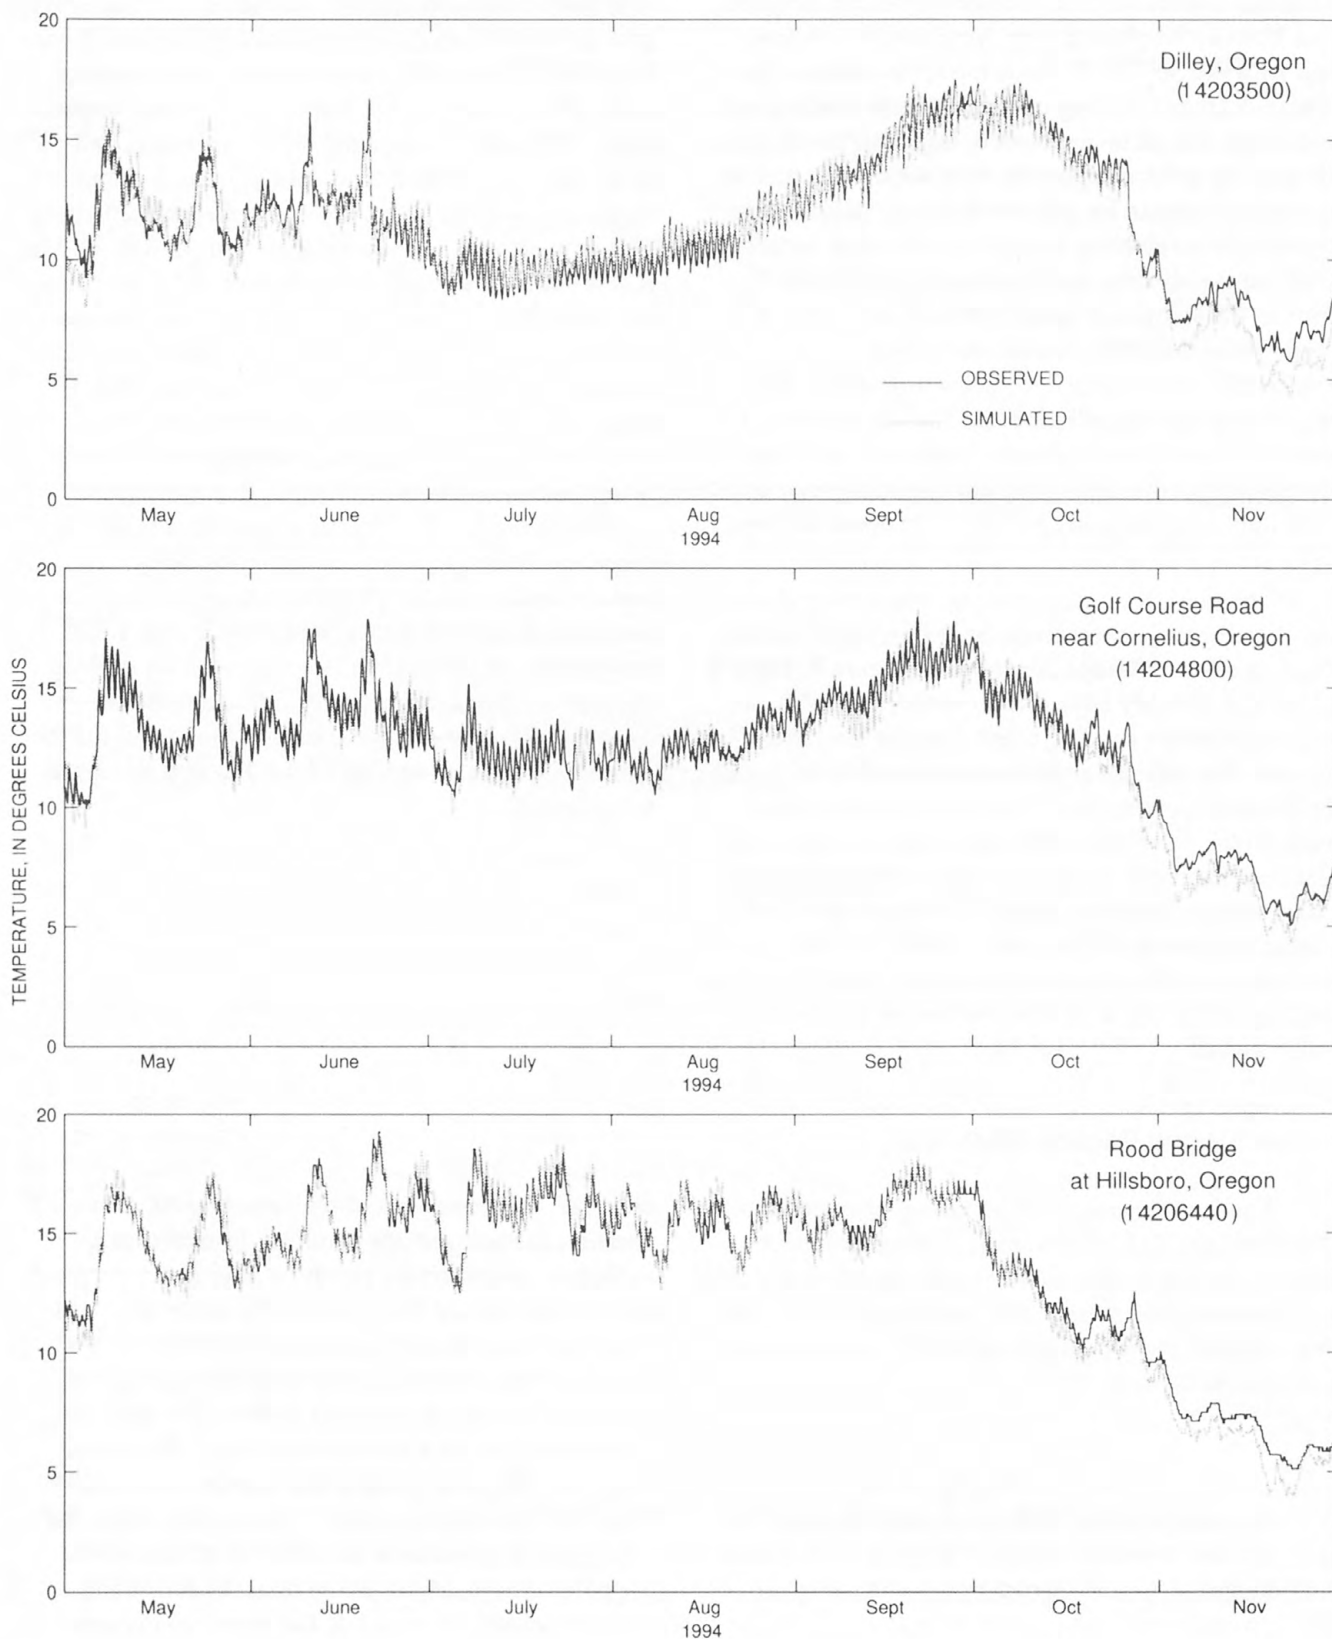 20
15
10
5
0
Dilley, Oregon
(14203500)
OBSERVED
SIMULATED
May June July Aug Sept Oct Nov
1994
TEMPERATURE, IN DEGREES CELSIUS
20
15
10
5
0
Golf Course Road
near Cornelius, Oregon
(14204800)
May June July Aug Sept Oct Nov
1994
20
15
10
5
0
Rood Bridge
at Hillsboro, Oregon
(14206440)
May June July Aug Sept Oct Nov
1994